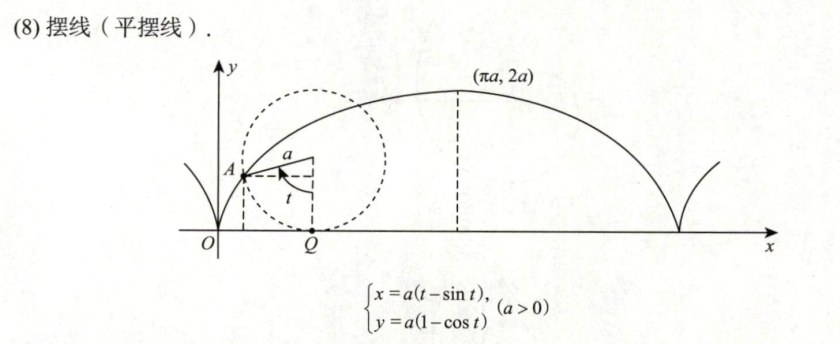 (8) 摆线（平摆线）.
y
(πa, 2a)
A
a
t
O
Q
x
{x=a(t−sin t),
y=a(1−cos t)
(a>0)